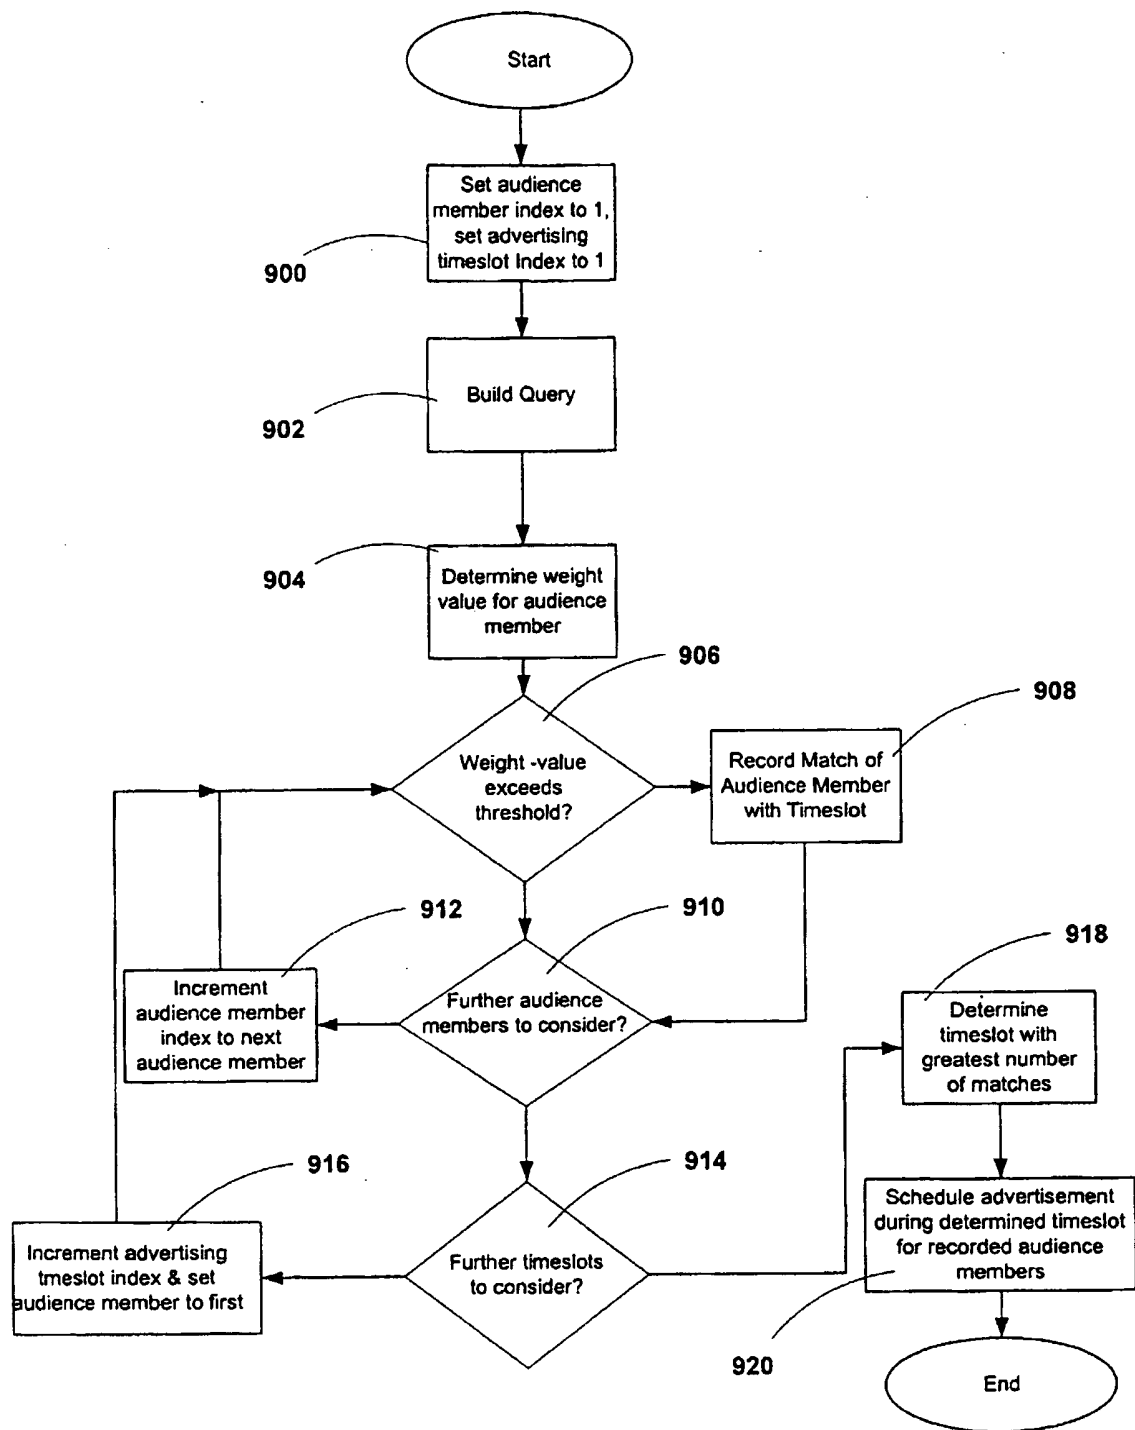 Start
Set audience
member index to 1,
set advertising
timeslot Index to 1
900
Build Query
902
904
Determine weight
value for audience
member
906
908
Weight -value
exceeds
threshold?
Record Match of
Audience Member
with Timeslot
912
910
918
Increment
audience member
index to next
audience member
Further audience
members to consider?
Determine
timeslot with
greatest number
of matches
916
914
Increment advertising
tmeslot index & set
audience member to first
Further timeslots
to consider?
Schedule advertisement
during determined timeslot
for recorded audience
members
920
End